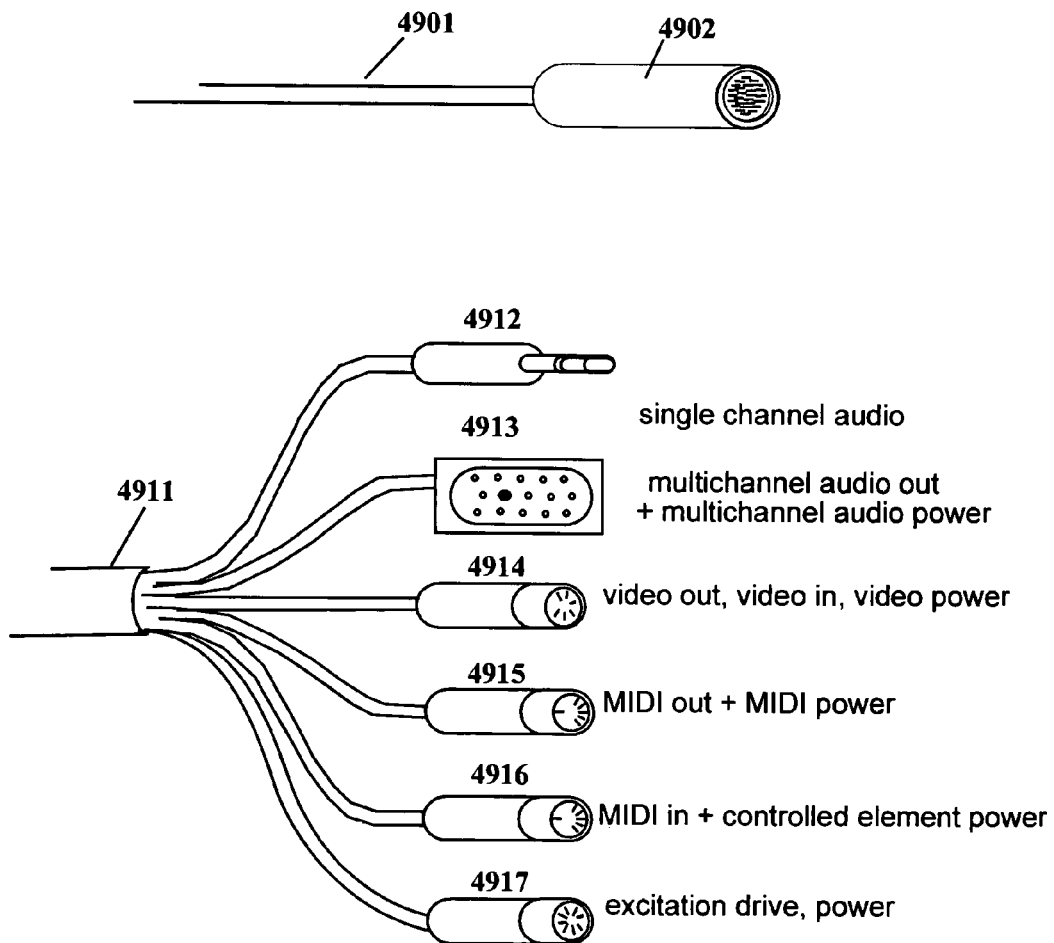 4901
4902
4912
single channel audio
4913
multichannel audio out
+ multichannel audio power
4911
4914
video out, video in, video power
4915
MIDI out + MIDI power
4916
MIDI in + controlled element power
4917
excitation drive, power